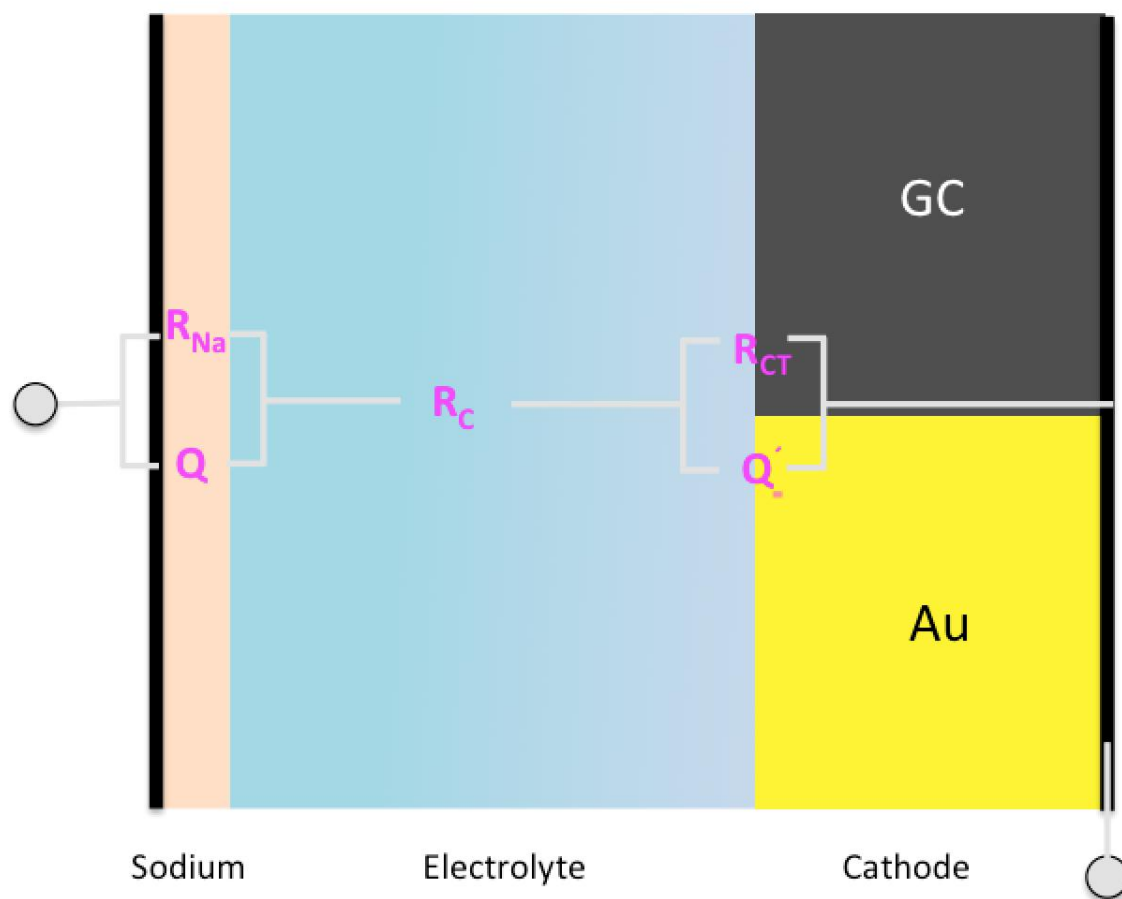 GC
R_Na
R_CT
R_C
Q
Q´
Au
Sodium
Electrolyte
Cathode